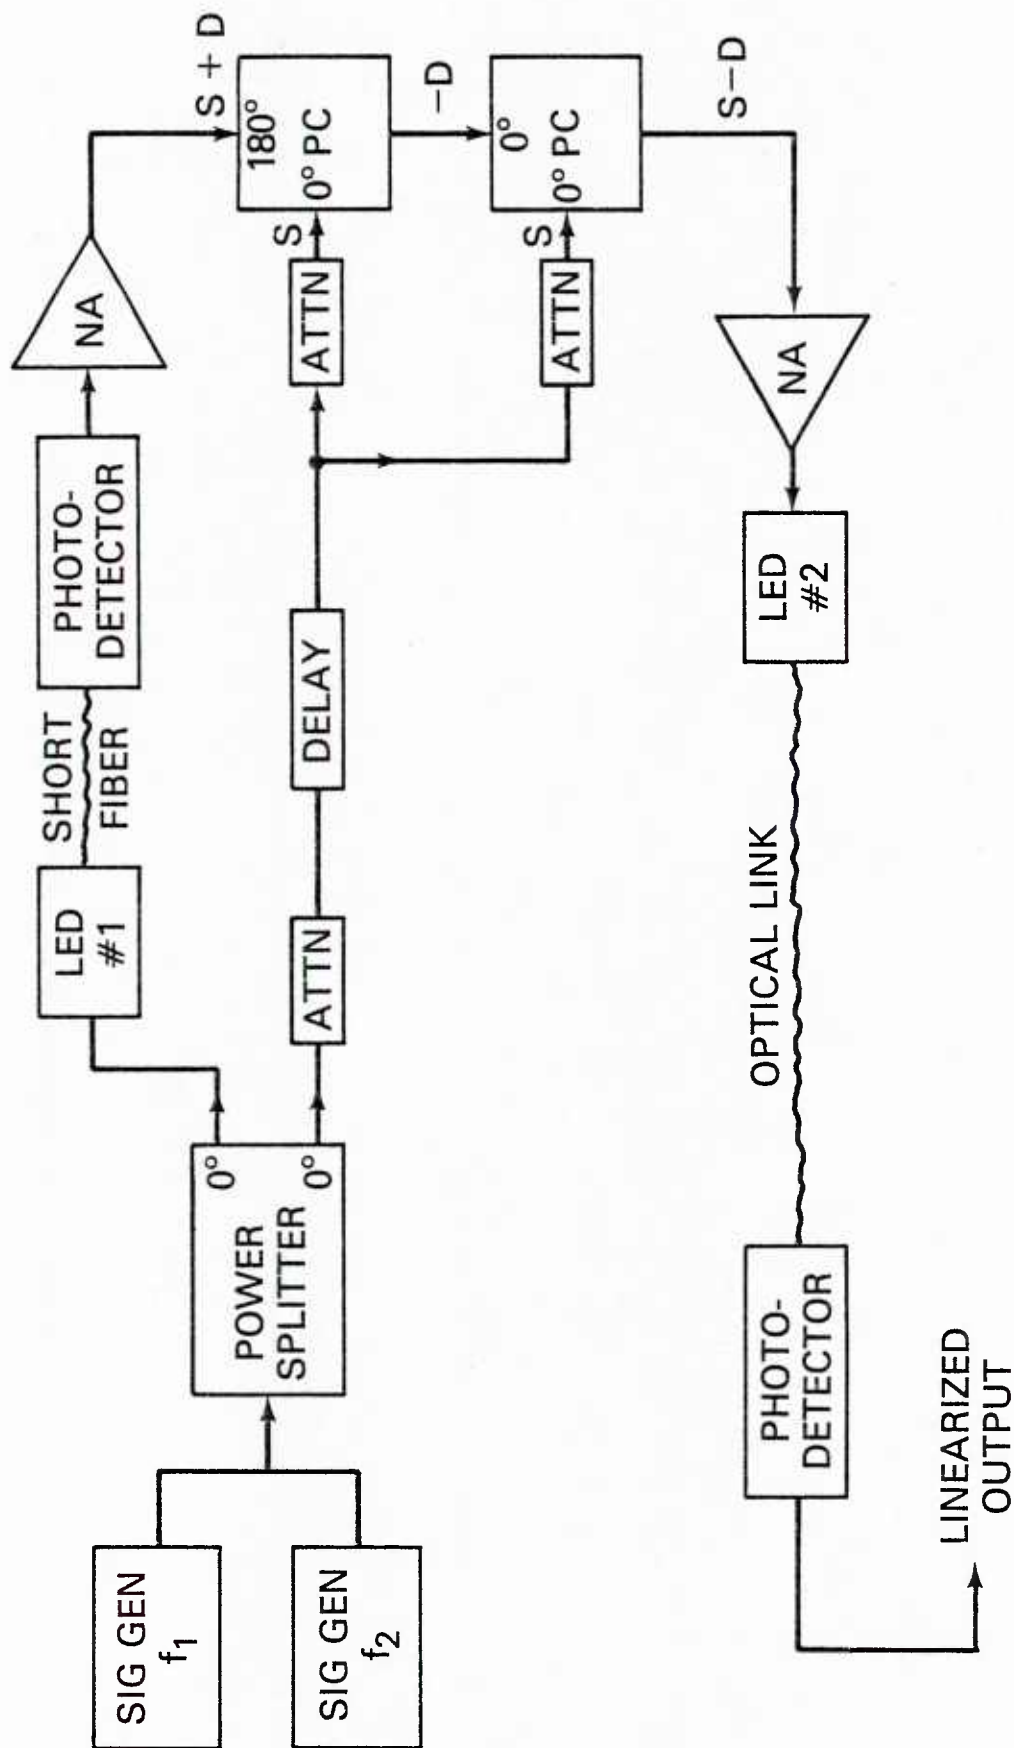 SIG GEN
f1
SIG GEN
f2
POWER
SPLITTER
0°
0°
LED
#1
SHORT
FIBER
PHOTO-
DETECTOR
NA
S + D
ATTN
DELAY
ATTN
S
180°
0° PC
-D
ATTN
S
0°
0° PC
S-D
NA
LED
#2
OPTICAL LINK
PHOTO-
DETECTOR
LINEARIZED
OUTPUT